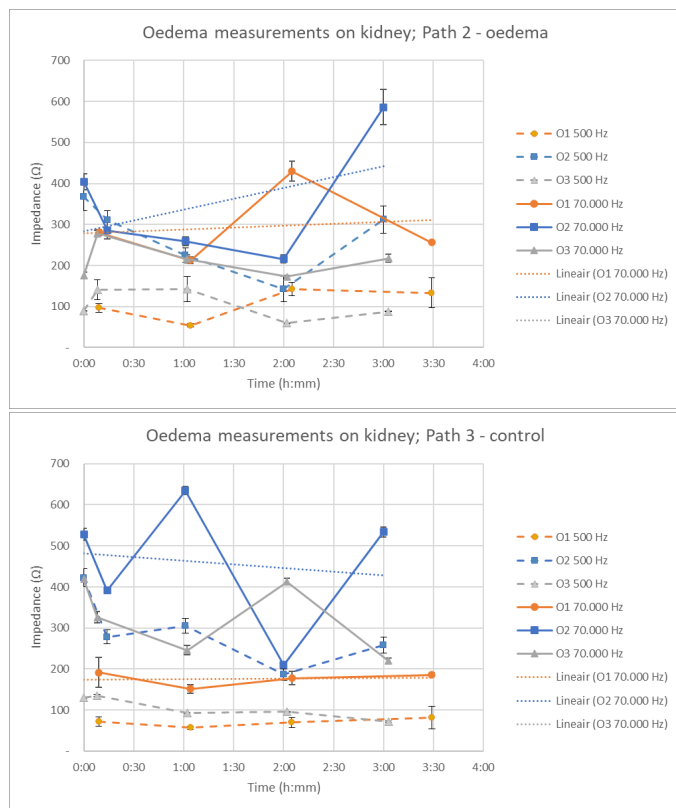 Oedema measurements on kidney; Path 2 - oedema
700
600
500
400
300
200
100
-
Impedance (Ω)
0:00 0:30 1:00 1:30 2:00 2:30 3:00 3:30 4:00
Time (h:mm)
O1 500 Hz
O2 500 Hz
O3 500 Hz
O1 70.000 Hz
O2 70.000 Hz
O3 70.000 Hz
Lineair (O1 70.000 Hz)
Lineair (O2 70.000 Hz)
Lineair (O3 70.000 Hz)
Oedema measurements on kidney; Path 3 - control
700
600
500
400
300
200
100
-
Impedance (Ω)
0:00 0:30 1:00 1:30 2:00 2:30 3:00 3:30 4:00
Time (h:mm)
O1 500 Hz
O2 500 Hz
O3 500 Hz
O1 70.000 Hz
O2 70.000 Hz
O3 70.000 Hz
Lineair (O1 70.000 Hz)
Lineair (O2 70.000 Hz)
Lineair (O3 70.000 Hz)